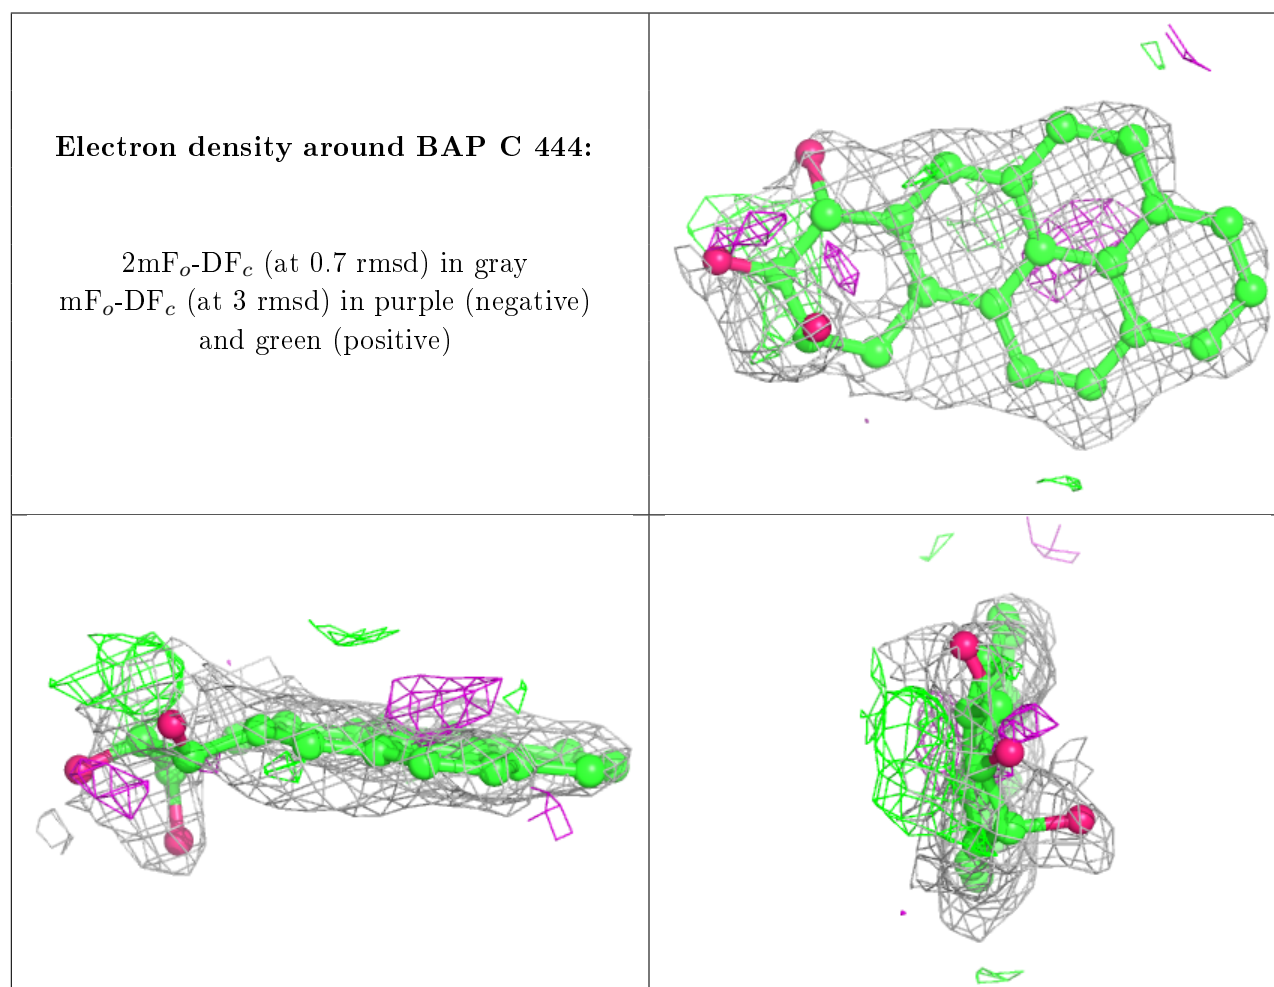 Electron density around BAP C 444:
2mFₒ-DF𝒸 (at 0.7 rmsd) in gray
mFₒ-DF𝒸 (at 3 rmsd) in purple (negative)
and green (positive)